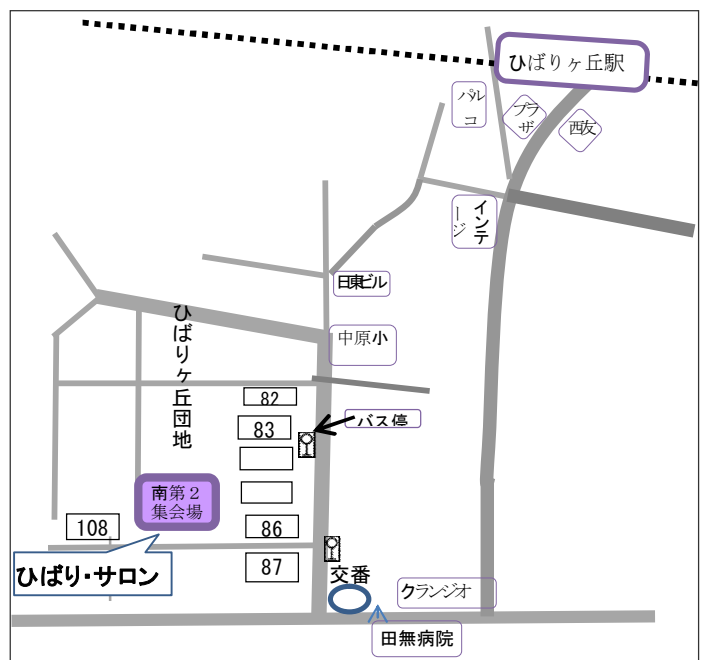 ひばりヶ丘駅
パル
コ
プラ
ザ
西友
インテ
ージ
日東ビル
中原小
ひばりヶ丘団地
82
バス停
83
南第２
集会場
108
86
ひばり・サロン
87
交番
クランジオ
田無病院